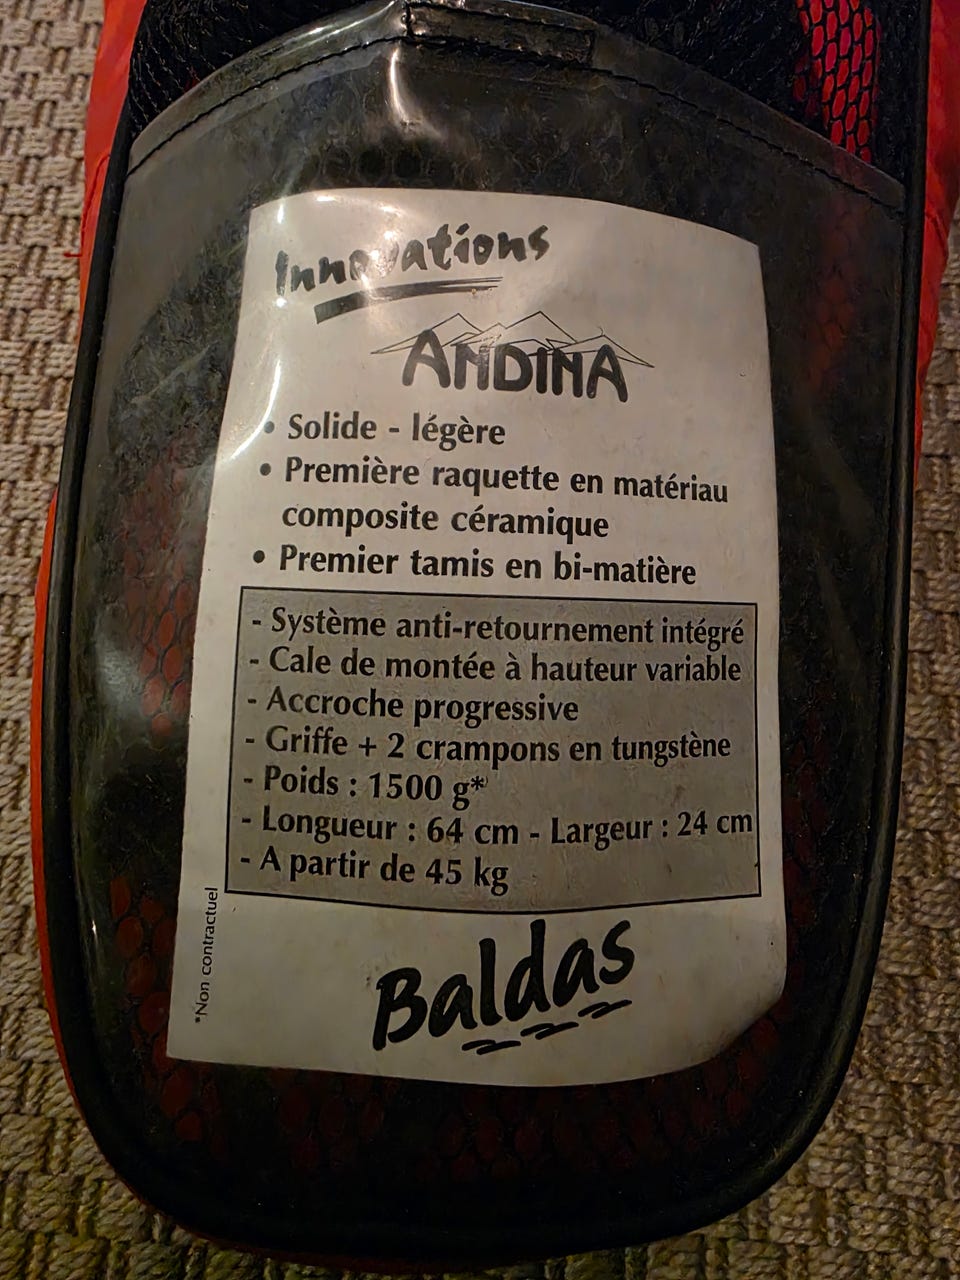 Innovations
ANDINA
• Solide - légère
• Première raquette en matériau
composite céramique
• Premier tamis en bi-matière
- Système anti-retournement intégré
- Cale de montée à hauteur variable
- Accroche progressive
- Griffe + 2 crampons en tungstène
- Poids : 1500 g*
- Longueur : 64 cm - Largeur : 24 cm
- A partir de 45 kg
*Non contractuel
Baldas